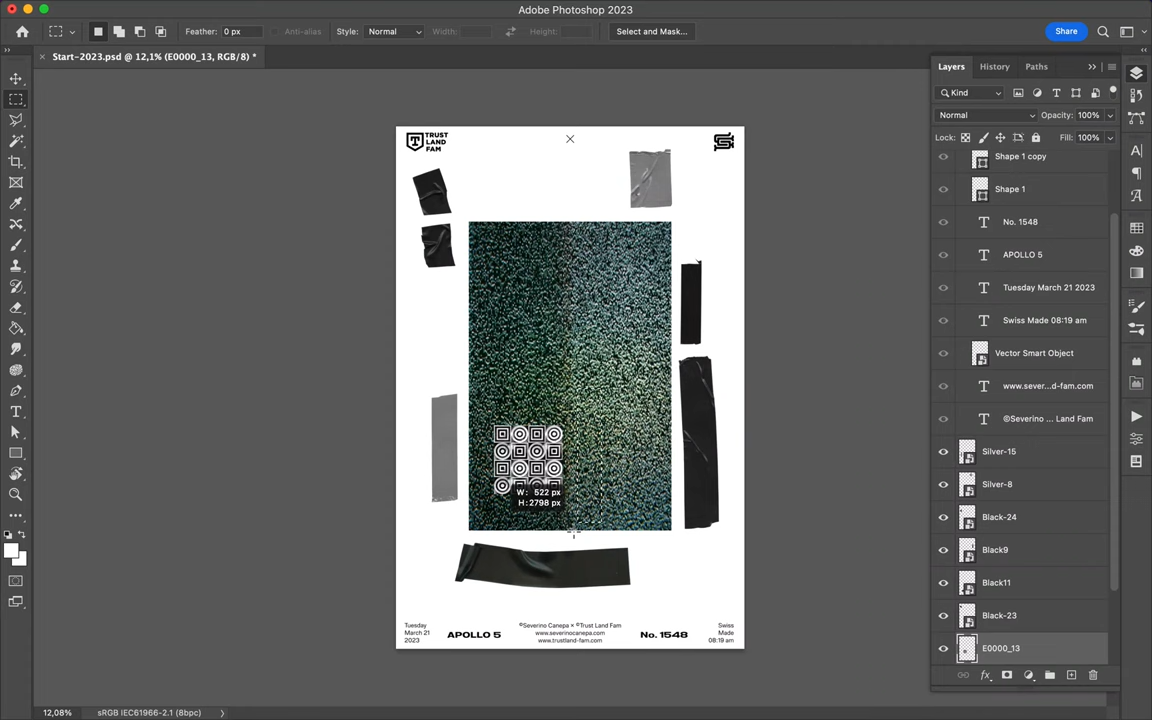 Adobe Photoshop 2023
Feather: 0 px
Anti-alias
Style: Normal
Width:
Height:
Select and Mask...
Share
Start-2023.psd @ 12,1% (E0000_13, RGB/8) *
Layers
History
Paths
Kind
Normal
Opacity: 100%
Lock:
Fill: 100%
Shape 1 copy
Shape 1
No. 1548
APOLLO 5
Tuesday March 21 2023
Swiss Made 08:19 am
Vector Smart Object
www.sever...d-fam.com
©Severino ... Land Fam
Silver-15
Silver-8
Black-24
Black9
Black11
Black-23
E0000_13
TRUST
LAND
FAM
W: 522 px
H: 2798 px
Tuesday
March 21
2023
APOLLO 5
©Severino Canepa × ©Trust Land Fam
www.severinocanepa.com
www.trustland-fam.com
No. 1548
Swiss
Made
08:19 am
12,08%
sRGB IEC61966-2.1 (8bpc)